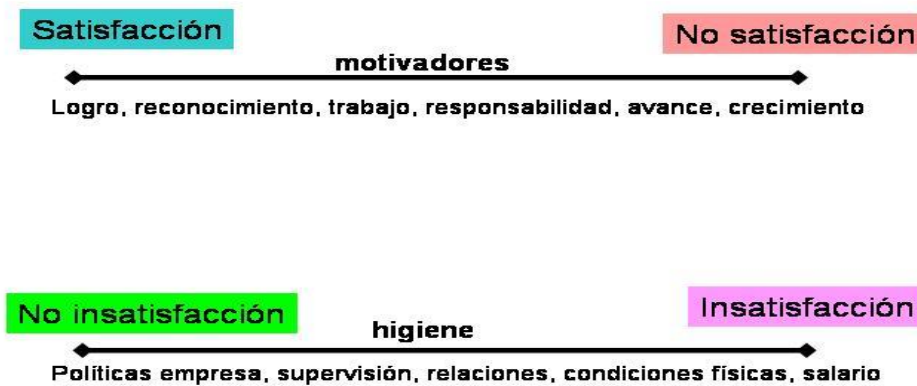 Satisfacción
No satisfacción
motivadores
Logro, reconocimiento, trabajo, responsabilidad, avance, crecimiento
No insatisfacción
Insatisfacción
higiene
Políticas empresa, supervisión, relaciones, condiciones físicas, salario